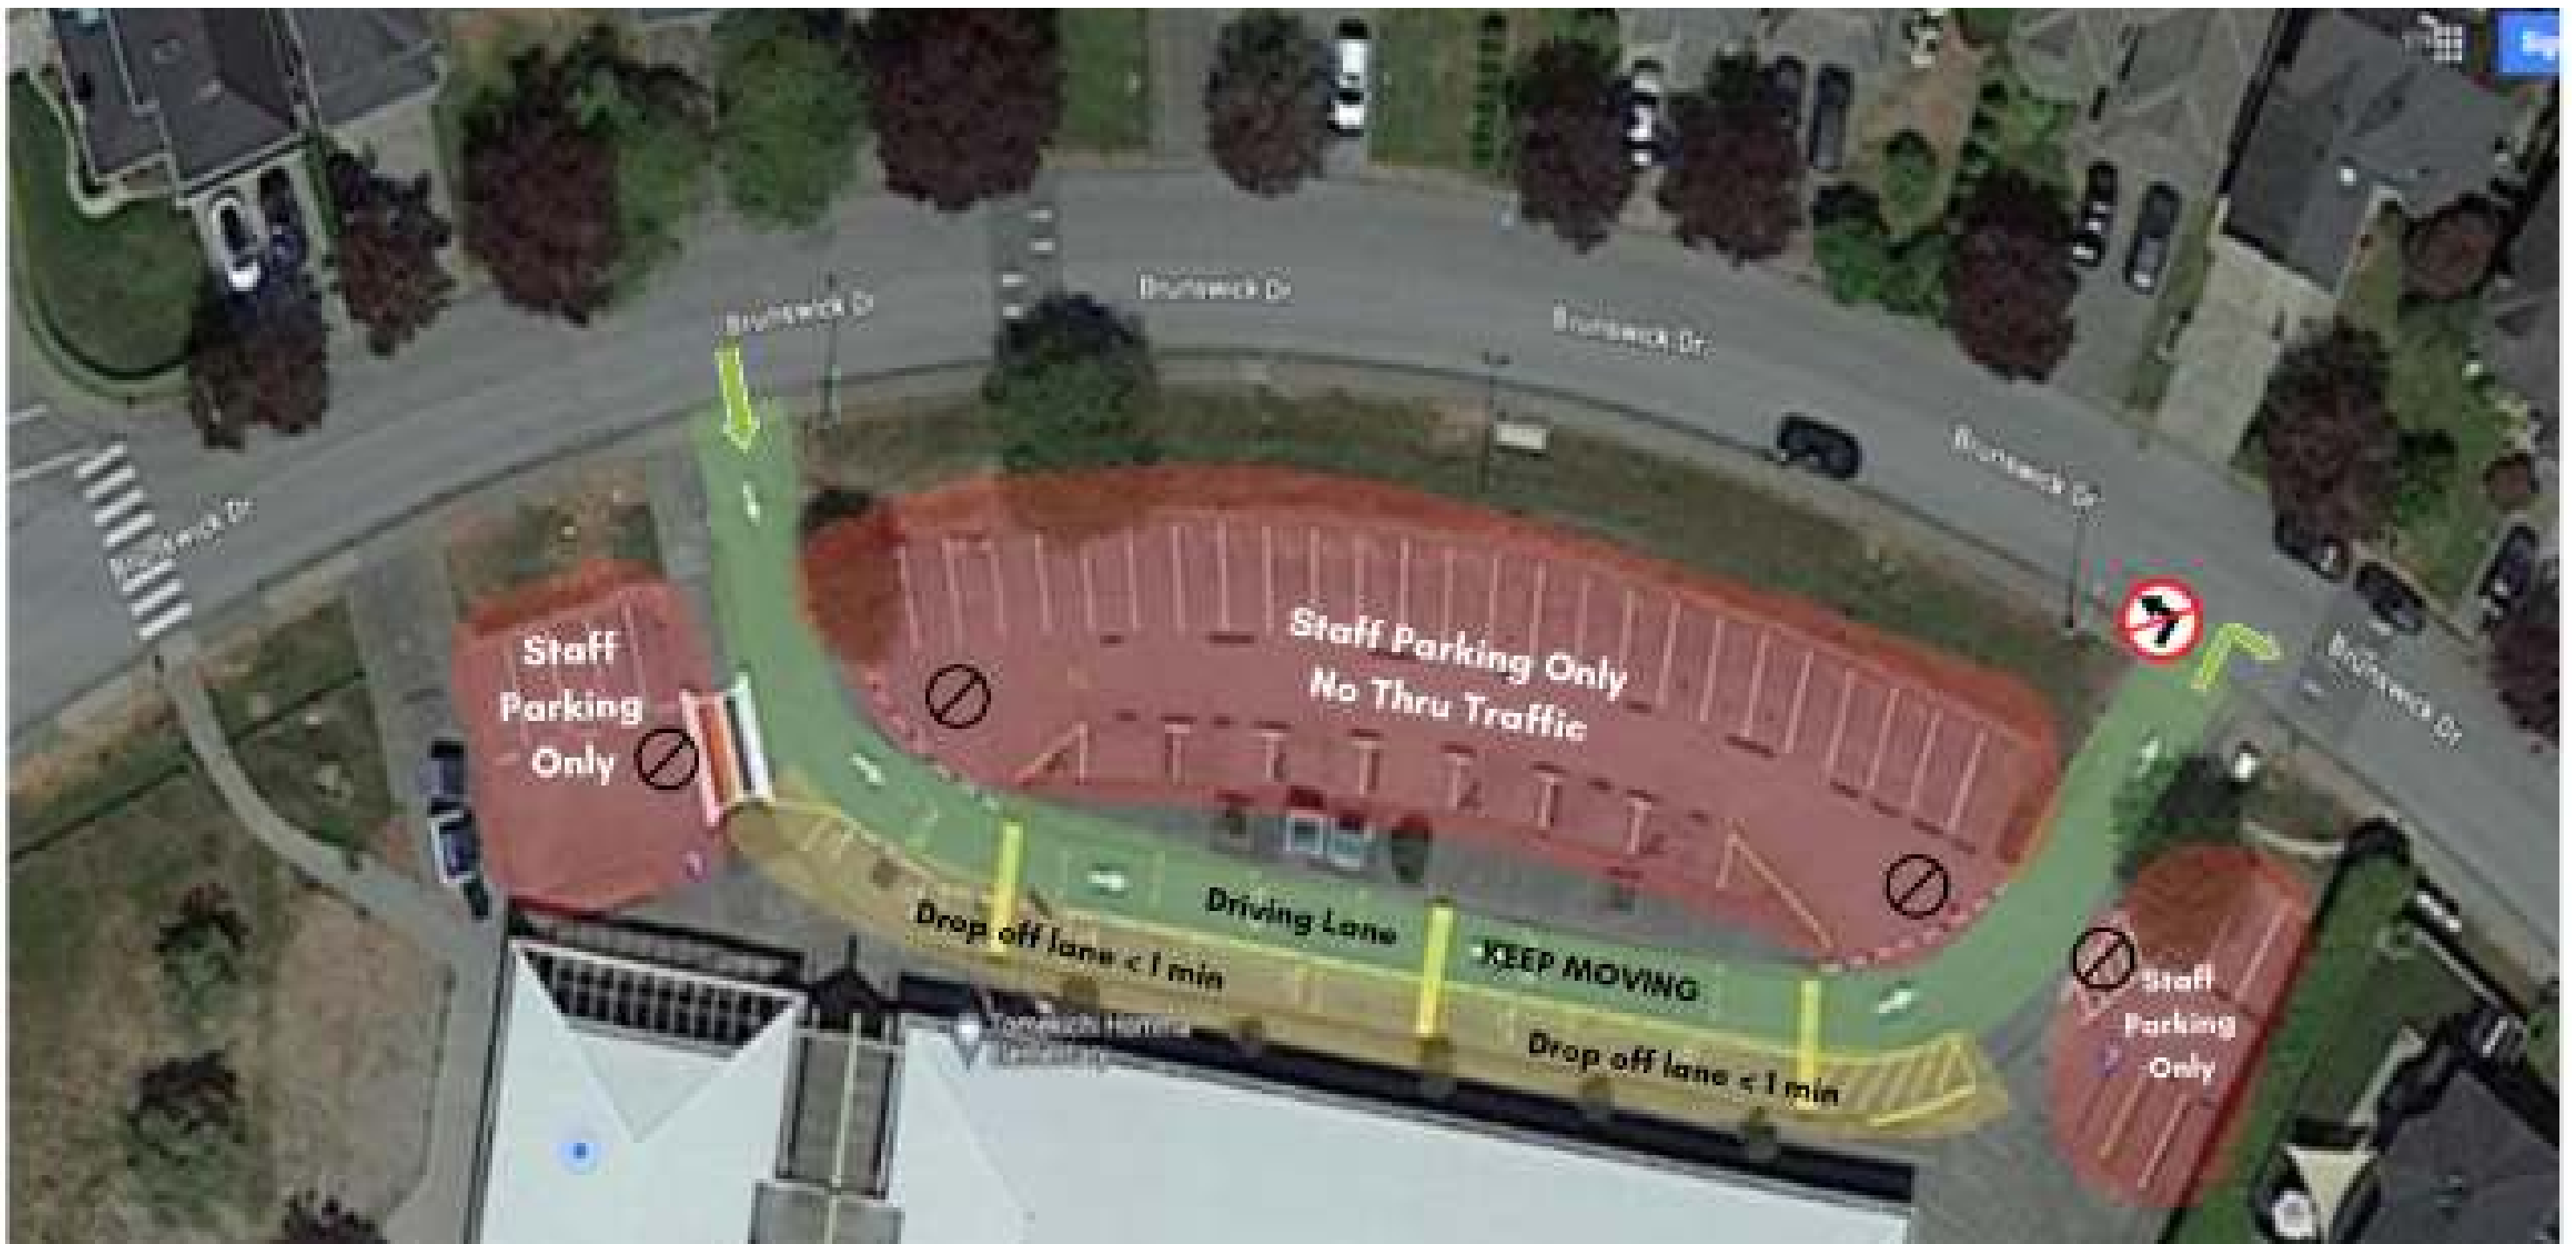 Brunswick Dr
Brunswick Dr
Brunswick Dr
Brunswick Dr
Brunswick Dr
Brunswick Dr
Staff
Parking
Only
Staff Parking Only
No Thru Traffic
Driving Lane
KEEP MOVING
Drop off lane < 1 min
Drop off lane < 1 min
Staff
Parking
Only